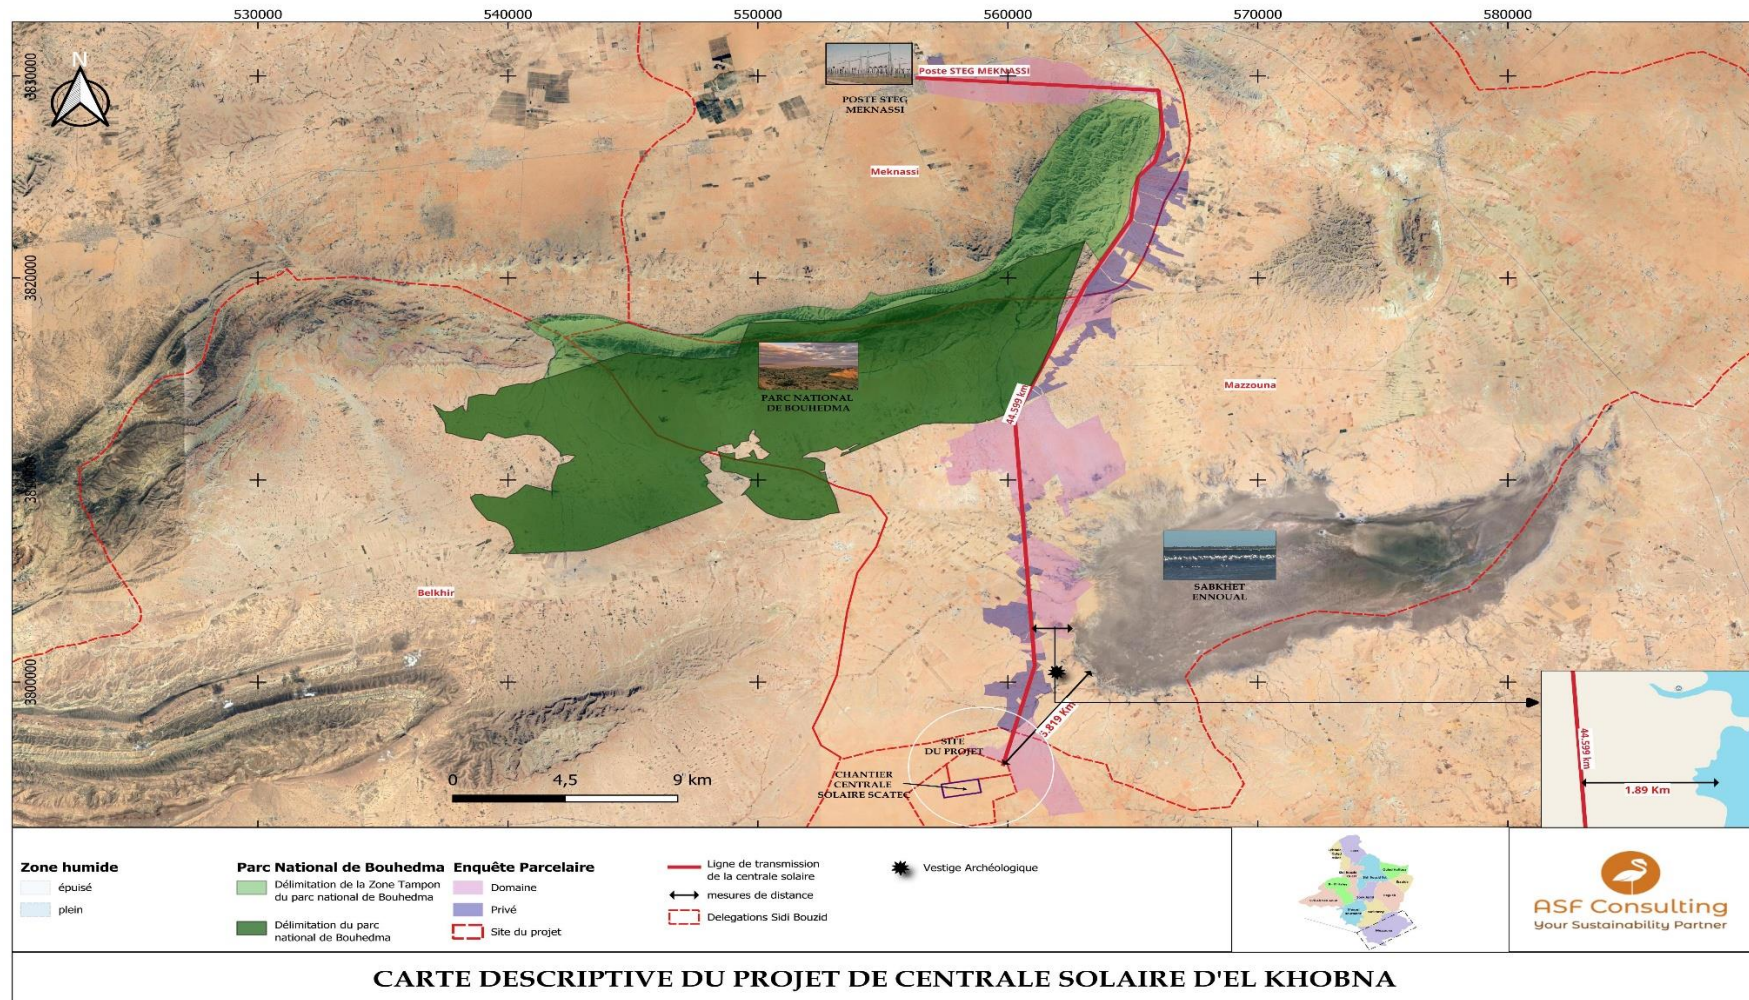 530000
540000
550000
560000
570000
580000
N
3830000
3820000
3800000
POSTE STEG
MEKNASSI
Poste STEG MEKNASSI
Meknassi
PARC NATIONAL
DE BOUHEDMA
44.599 km
Mazzouna
Belkhir
SABKHET
ENNOUAL
SITE
DU PROJET
CHANTIER
CENTRALE
SOLAIRE SCATEC
0 4,5 9 km
44.599 km
1.89 Km
Zone humide
épuisé
plein
Parc National de Bouhedma
Délimitation de la Zone Tampon
du parc national de Bouhedma
Délimitation du parc
national de Bouhedma
Enquête Parcelaire
Domaine
Privé
Site du projet
Ligne de transmission
de la centrale solaire
mesures de distance
Delegations Sidi Bouzid
Vestige Archéologique
ASF Consulting
Your Sustainability Partner
CARTE DESCRIPTIVE DU PROJET DE CENTRALE SOLAIRE D'EL KHOBNA